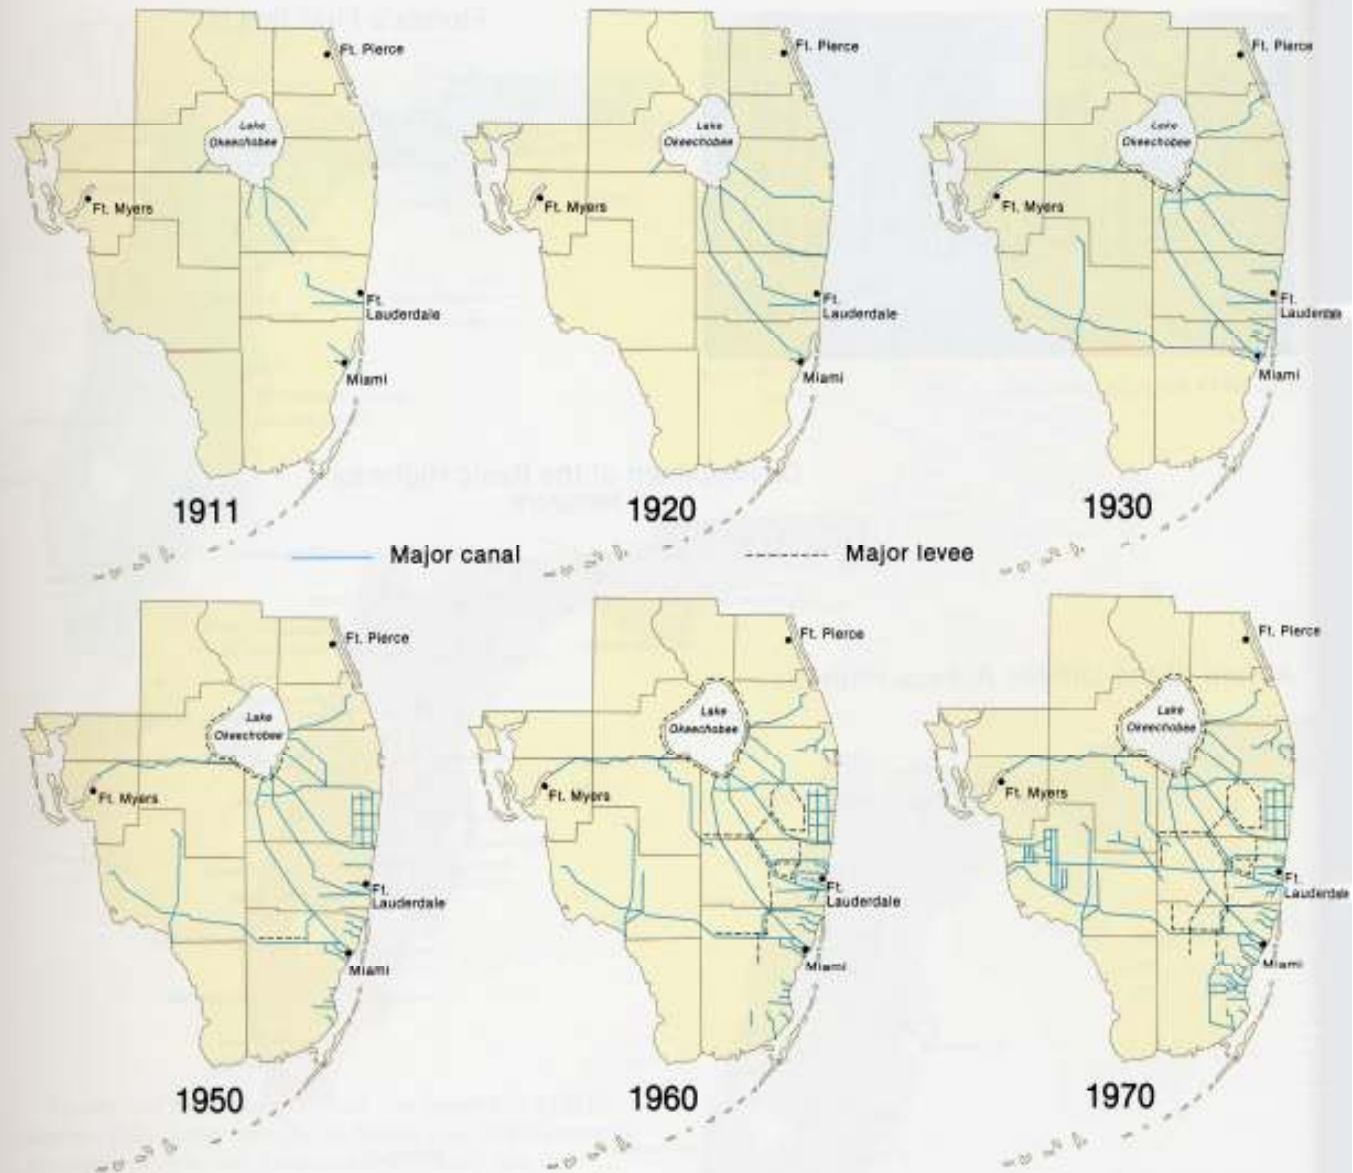 Ft. Pierce
Lake
Okeechobee
Ft. Myers
Ft.
Lauderdale
Miami
1911
Ft. Pierce
Lake
Okeechobee
Ft. Myers
Ft.
Lauderdale
Miami
1920
Ft. Pierce
Lake
Okeechobee
Ft. Myers
Ft.
Lauderdale
Miami
1930
Major canal
Major levee
Ft. Pierce
Lake
Okeechobee
Ft. Myers
Ft.
Lauderdale
Miami
1950
Ft. Pierce
Lake
Okeechobee
Ft. Myers
Ft.
Lauderdale
Miami
1960
Ft. Pierce
Lake
Okeechobee
Ft. Myers
Ft.
Lauderdale
Miami
1970